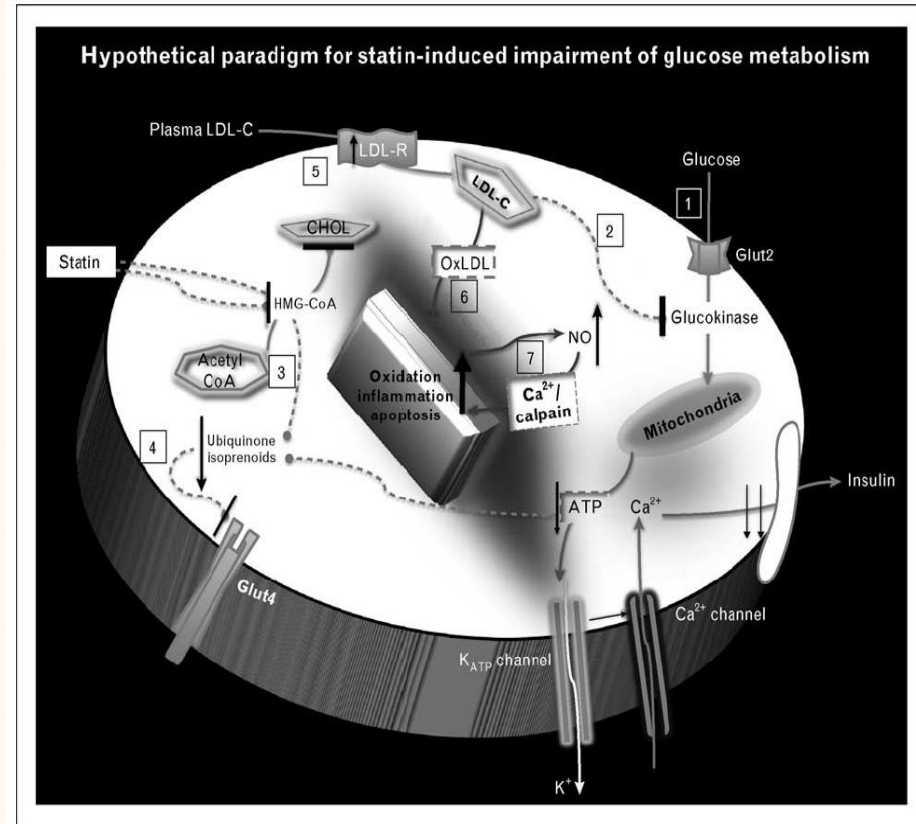 Hypothetical paradigm for statin-induced impairment of glucose metabolism
Plasma LDL-C
LDL-R
5
LDL-C
Glucose
1
Glut2
2
CHOL
Statin
HMG-CoA
OxLDL
6
Glucokinase
NO
7
3
Acetyl
CoA
Oxidation
inflammation
apoptosis
Ca²⁺/
calpain
Mitochondria
4
Ubiquinone
isoprenoids
ATP
Ca²⁺
Insulin
Glut4
Ca²⁺ channel
K_ATP channel
K⁺